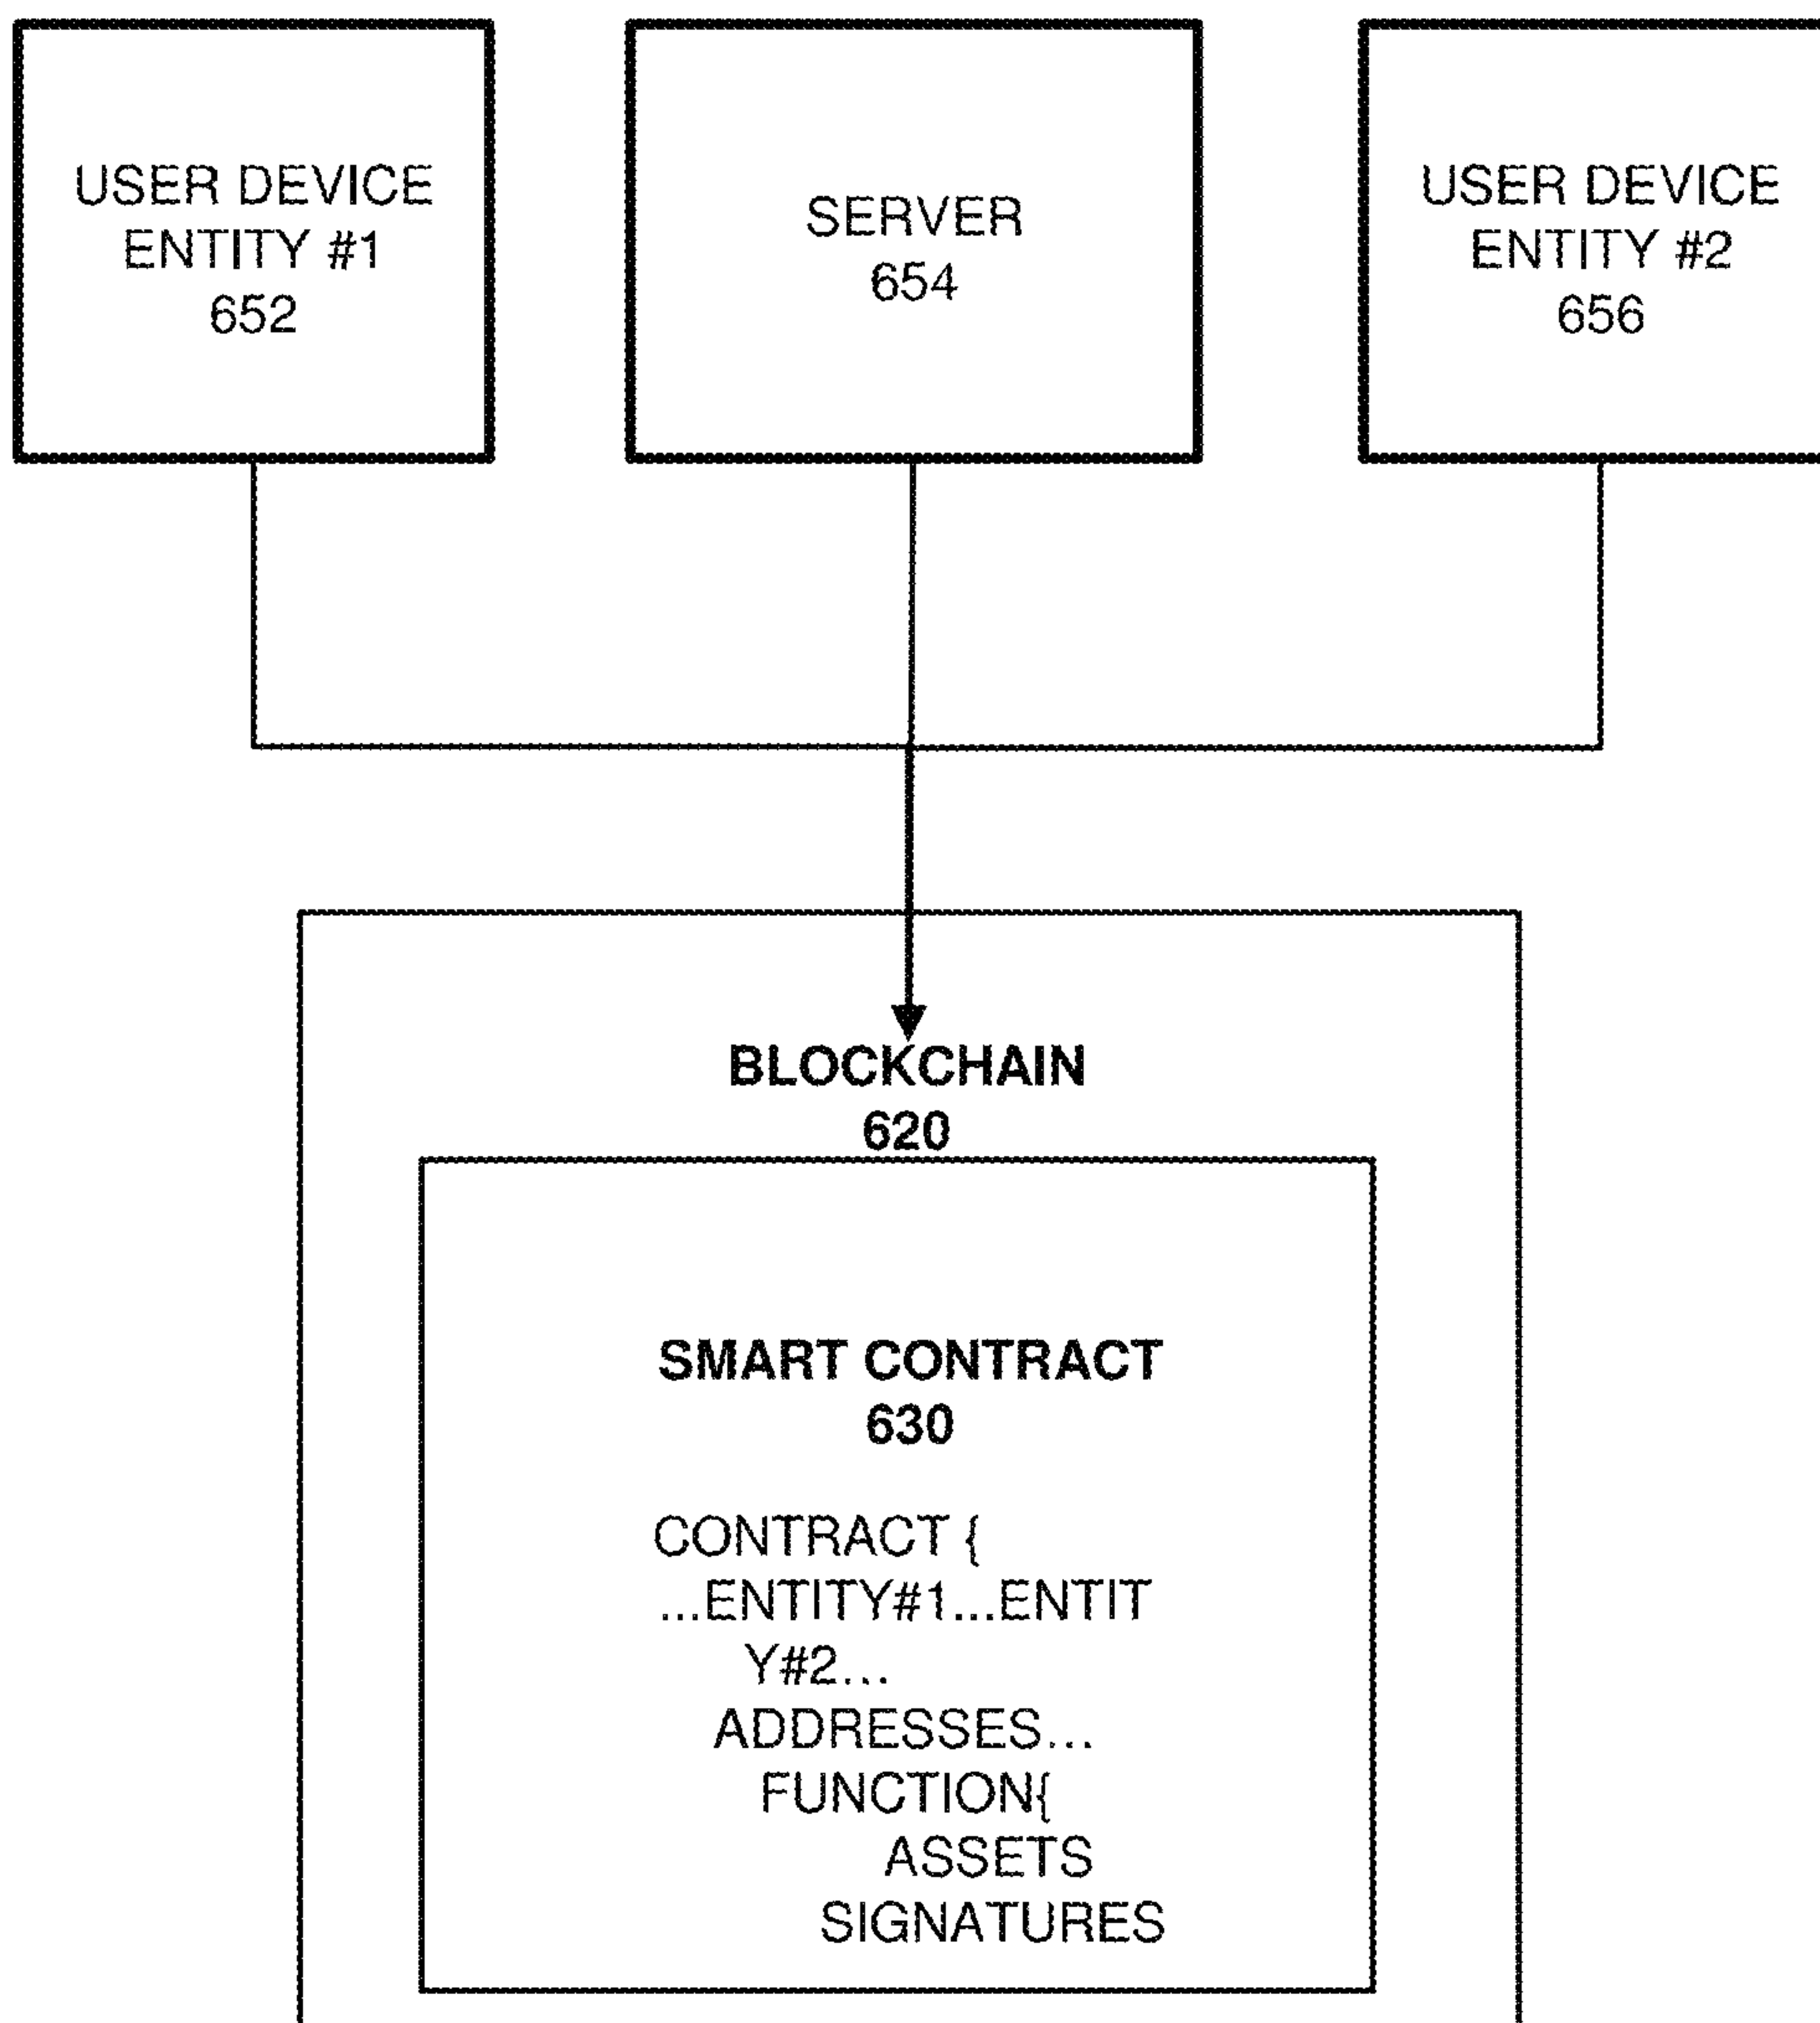 USER DEVICE
ENTITY #1
652
SERVER
654
USER DEVICE
ENTITY #2
656
BLOCKCHAIN
620
SMART CONTRACT
630
CONTRACT {
...ENTITY#1...ENTIT
Y#2...
ADDRESSES...
FUNCTION{
ASSETS
SIGNATURES